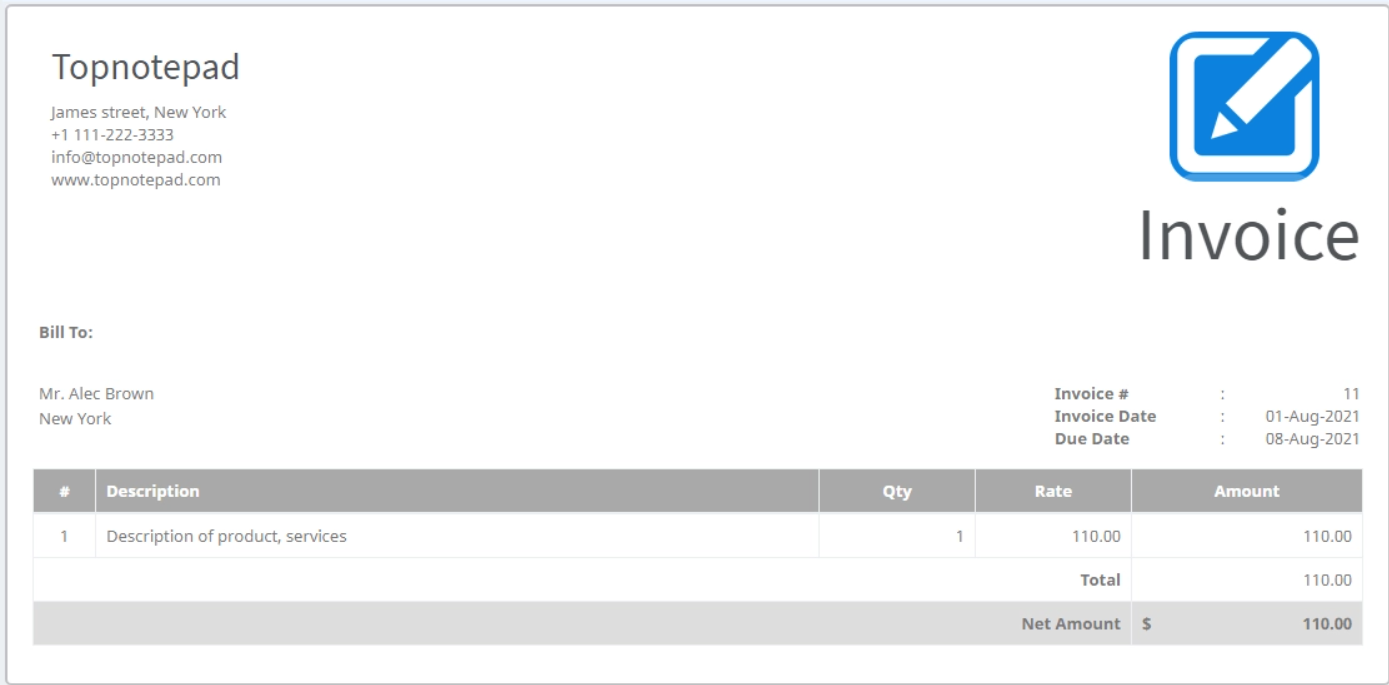 Topnotepad
James street, New York
+1 111-222-3333
info@topnotepad.com
www.topnotepad.com
Invoice
Bill To:
Mr. Alec Brown
New York
Invoice # : 11
Invoice Date : 01-Aug-2021
Due Date : 08-Aug-2021
# Description Qty Rate Amount
1 Description of product, services 1 110.00 110.00
Total 110.00
Net Amount $ 110.00